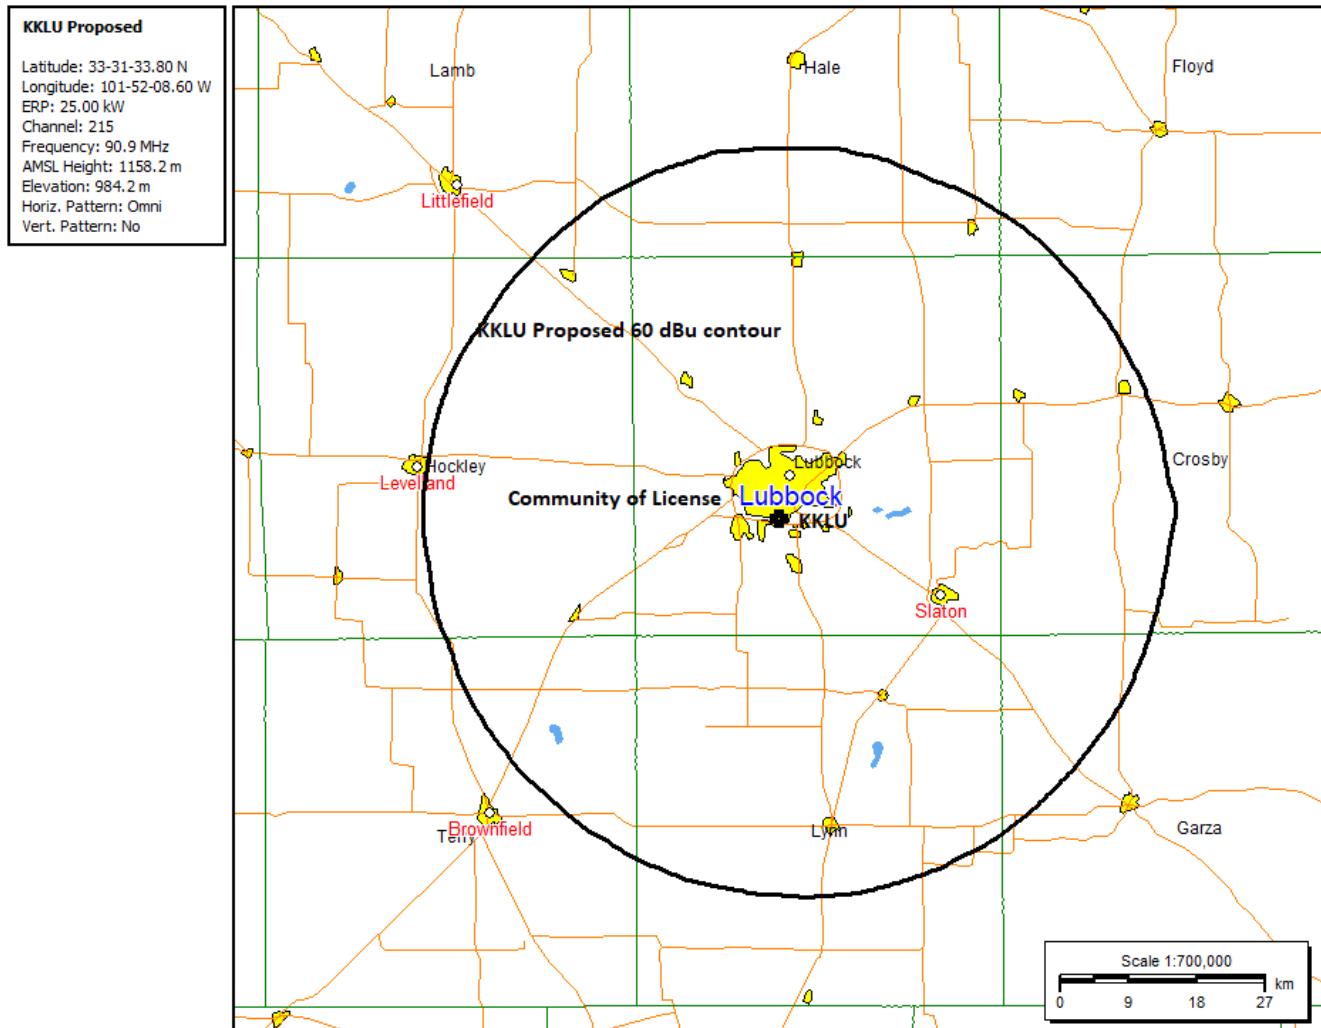 KKLU Proposed
Latitude: 33-31-33.80 N
Longitude: 101-52-08.60 W
ERP: 25.00 kW
Channel: 215
Frequency: 90.9 MHz
AMSL Height: 1158.2 m
Elevation: 984.2 m
Horiz. Pattern: Omni
Vert. Pattern: No
Lamb
Hale
Floyd
Littlefield
KKLU Proposed 60 dBu contour
Hockley
Levelland
Lubbock
Crosby
Community of License
Lubbock
KKLU
Slaton
Brownfield
Terry
Lynn
Garza
Scale 1:700,000
km
0 9 18 27